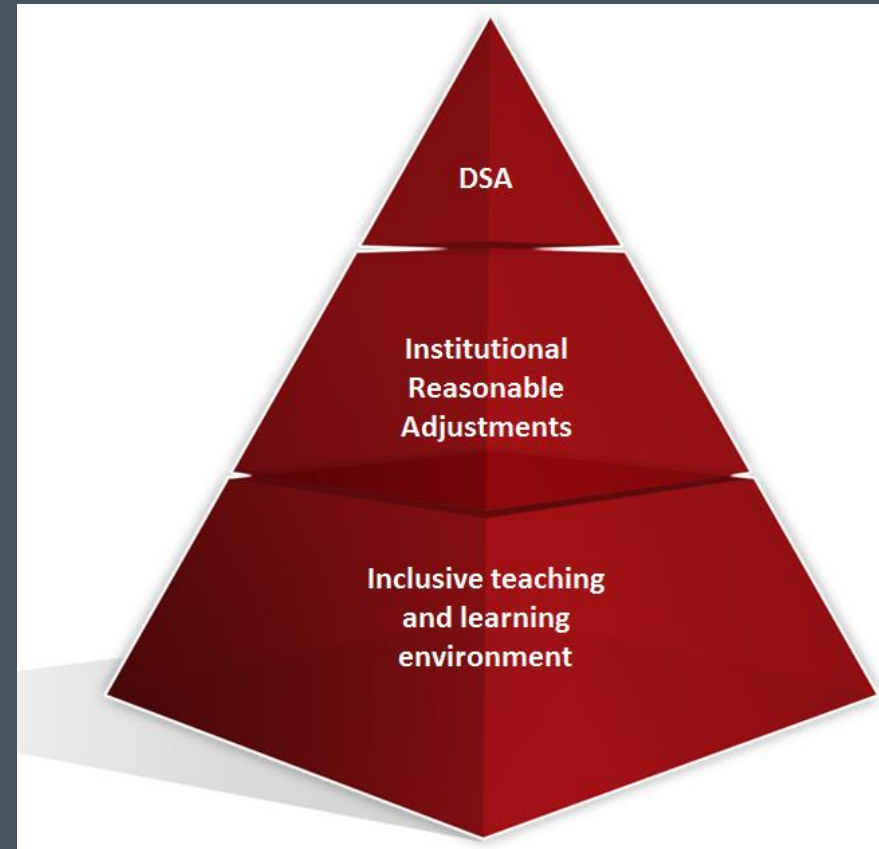 DSA
Institutional
Reasonable
Adjustments
Inclusive teaching
and learning
environment